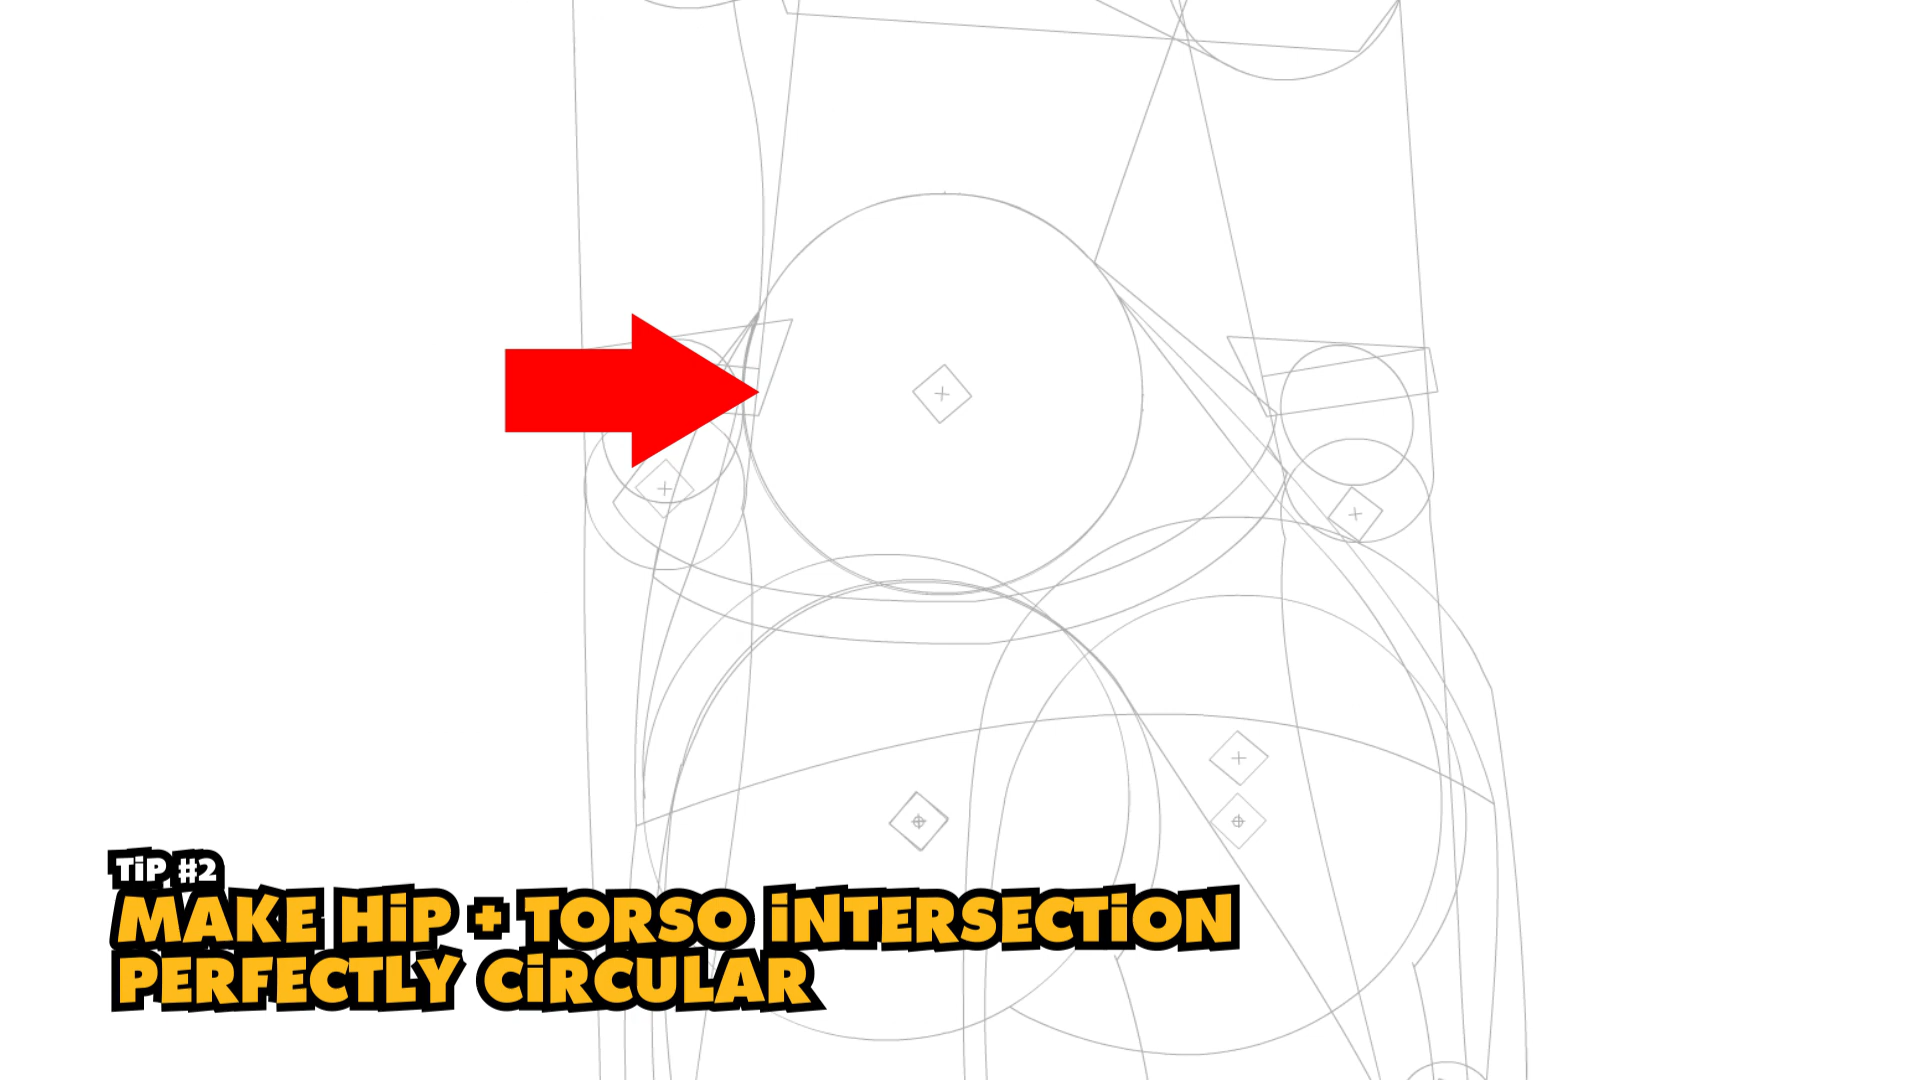 TiP #2
MAKE HiP + TORSO iNTERSECTiON
PERFECTLY CiRCULAR